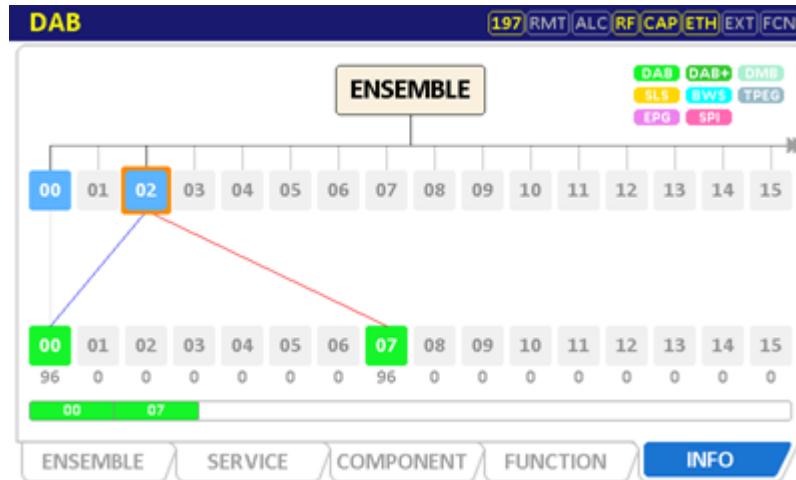 DAB 197 RMT ALC RF CAP ETH EXT FCN
ENSEMBLE
DAB DAB+ DMB
SLS BWS TPEG
EPG SPI
00 01 02 03 04 05 06 07 08 09 10 11 12 13 14 15
00 01 02 03 04 05 06 07 08 09 10 11 12 13 14 15
96 0 0 0 0 0 0 96 0 0 0 0 0 0 0 0
00 07
ENSEMBLE SERVICE COMPONENT FUNCTION INFO